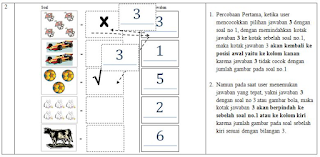 2
Soal
Jawaban
X
3
3
3
1
√
5
2
6
1. Percobaan Pertama, ketika user
mencocokkan pilihan jawaban 3 dengan
soal no 1, dengan memindahkan kotak
jawaban 3 ke kotak sebelah soal no.1,
maka kotak jawaban 3 akan kembali ke
posisi awal yaitu ke kolom kanan
karena jawaban 3 tidak cocok dengan
jumlah gambar pada soal no 1
2. Namun pada saat user menemukan
jawaban yang tepat, yakni jawaban 3
dengan soal no 3 atau gambar bola, maka
kotak jawaban 3 akan berpindah ke
sebelah soal no.1 atau ke kolom kiri
karena jumlah gambar pada soal sebelah
kiri sesuai dengan bilangan 3.